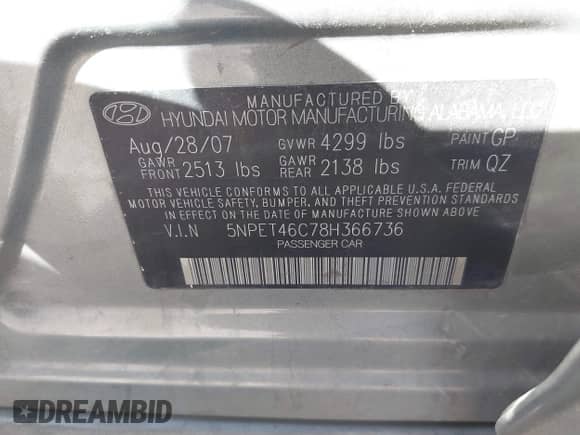 MANUFACTURED BY
HYUNDAI MOTOR MANUFACTURING ALABAMA, LLC
Aug/28/07 GVWR 4299 lbs PAINT GP
GAWR FRONT 2513 lbs GAWR REAR 2138 lbs TRIM QZ
THIS VEHICLE CONFORMS TO ALL APPLICABLE U.S.A. FEDERAL
MOTOR VEHICLE SAFETY, BUMPER, AND THEFT PREVENTION STANDARDS
IN EFFECT ON THE DATE OF MANUFACTURE SHOWN ABOVE
V.I.N 5NPET46C78H366736
PASSENGER CAR
DREAMBID